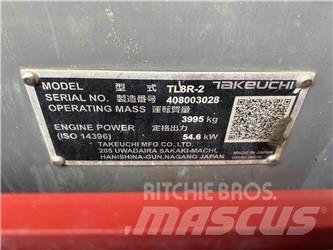 MODEL 型式 TL8R-2 TAKEUCHI
SERIAL NO. 製造番号 408003028
OPERATING MASS 運転質量
3995 kg
ENGINE POWER 定格出力
(ISO 14396) 54.6 kW
TAKEUCHI MFG. CO., LTD.
205 UWADAIRA SAKAKI-MACHI,
HANISHINA-GUN, NAGANO JAPAN
MADE IN JAPAN
RITCHIE BROS.
Marketplace